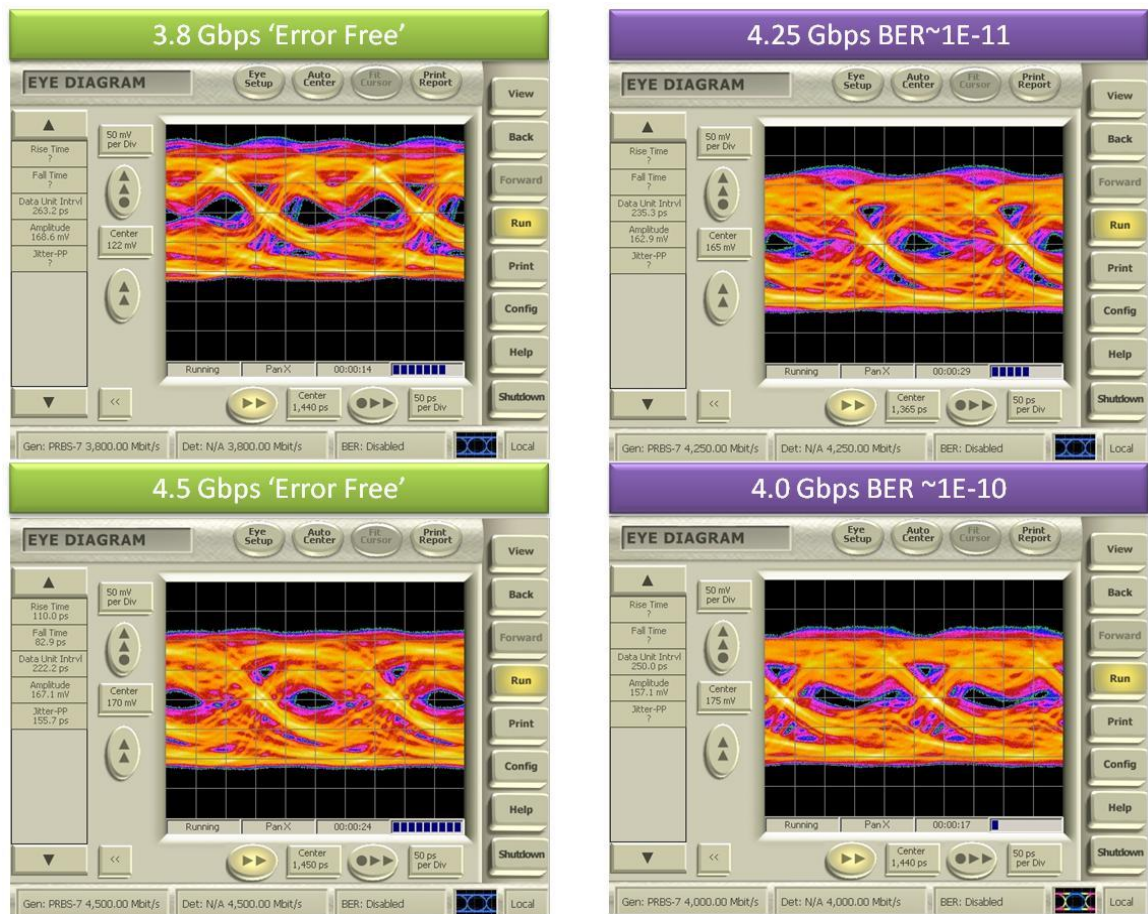 3.8 Gbps 'Error Free'
EYE DIAGRAM
Eye Setup
Auto Center
Fit Cursor
Print Report
View
Back
Forward
Run
Print
Config
Help
Shutdown
Rise Time
?
Fall Time
?
Data Unit Intrvl
263.2 ps
Amplitude
168.6 mV
Jitter-PP
?
50 mV
per Div
Center
122 mV
Running
Pan X
00:00:14
<<
Center
1,440 ps
50 ps
per Div
Gen: PRBS-7 3,800.00 Mbit/s
Det: N/A 3,800.00 Mbit/s
BER: Disabled
Local
4.25 Gbps BER~1E-11
EYE DIAGRAM
Eye Setup
Auto Center
Fit Cursor
Print Report
View
Back
Forward
Run
Print
Config
Help
Shutdown
Rise Time
?
Fall Time
?
Data Unit Intrvl
235.3 ps
Amplitude
162.9 mV
Jitter-PP
?
50 mV
per Div
Center
165 mV
Running
Pan X
00:00:29
<<
Center
1,365 ps
50 ps
per Div
Gen: PRBS-7 4,250.00 Mbit/s
Det: N/A 4,250.00 Mbit/s
BER: Disabled
Local
4.5 Gbps 'Error Free'
EYE DIAGRAM
Eye Setup
Auto Center
Fit Cursor
Print Report
View
Back
Forward
Run
Print
Config
Help
Shutdown
Rise Time
110.0 ps
Fall Time
82.9 ps
Data Unit Intrvl
222.2 ps
Amplitude
167.1 mV
Jitter-PP
155.7 ps
50 mV
per Div
Center
170 mV
Running
Pan X
00:00:24
<<
Center
1,450 ps
50 ps
per Div
Gen: PRBS-7 4,500.00 Mbit/s
Det: N/A 4,500.00 Mbit/s
BER: Disabled
Local
4.0 Gbps BER ~1E-10
EYE DIAGRAM
Eye Setup
Auto Center
Fit Cursor
Print Report
View
Back
Forward
Run
Print
Config
Help
Shutdown
Rise Time
?
Fall Time
?
Data Unit Intrvl
250.0 ps
Amplitude
157.1 mV
Jitter-PP
?
50 mV
per Div
Center
175 mV
Running
Pan X
00:00:17
<<
Center
1,440 ps
50 ps
per Div
Gen: PRBS-7 4,000.00 Mbit/s
Det: N/A 4,000.00 Mbit/s
BER: Disabled
Local